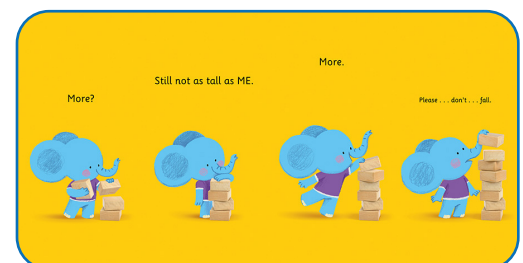 More?
Still not as tall as ME.
More.
Please . . . don't . . . fall.